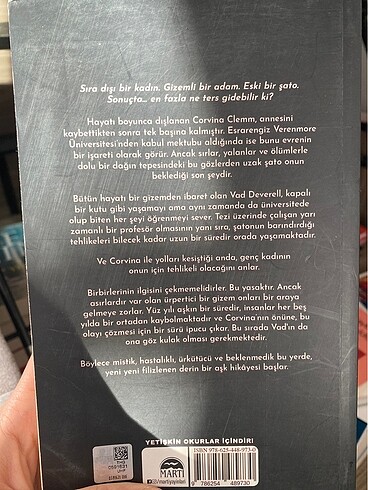 Sıra dışı bir kadın. Gizemli bir adam. Eski bir şato.
Sonuçta... en fazla ne ters gidebilir ki?
Hayatı boyunca dışlanan Corvina Clemm, annesini
kaybettikten sonra tek başına kalmıştır. Esrarengiz Verenmore
Üniversitesi'nden kabul mektubu aldığında ise bunu evrenin
bir işareti olarak görür. Ancak sırlar, yalanlar ve ölümlerle
dolu bir dağın tepesindeki bu gözlerden uzak şato onun
beklediği son şeydir.
Bütün hayatı bir gizemden ibaret olan Vad Deverell, kapalı
bir kutu gibi yaşamayı ama aynı zamanda da üniversitede
olup biten her şeyi öğrenmeyi sever. Tezi üzerinde çalışan yarı
zamanlı bir profesör olmasının yanı sıra, şatonun barındırdığı
tehlikeleri bilecek kadar uzun bir süredir orada yaşamaktadır.
Ve Corvina ile yolları kesiştiği anda, genç kadının
onun için tehlikeli olacağını anlar.
Birbirlerinin ilgisini çekmemelidirler. Bu yasaktır. Ancak
asırlardır var olan ürpertici bir gizem onları bir araya
gelmeye zorlar. Yüz yılı aşkın bir süredir, insanlar her beş
yılda bir ortadan kaybolmaktadır ve Corvina'nın önüne, bu
olayı çözmesi için bir sürü ipucu çıkar. Bu sırada Vad'ın da
ona göz kulak olması gerekmektedir.
Böylece mistik, hastalıklı, ürkütücü ve beklenmedik bu yerde,
yeni yeni filizlenen derin bir aşk hikâyesi başlar.
YETİŞKİN OKURLAR İÇİNDİR!
ISBN 978-625-448-973-0
MARTI
/martiyayinlari
9 786254 489730